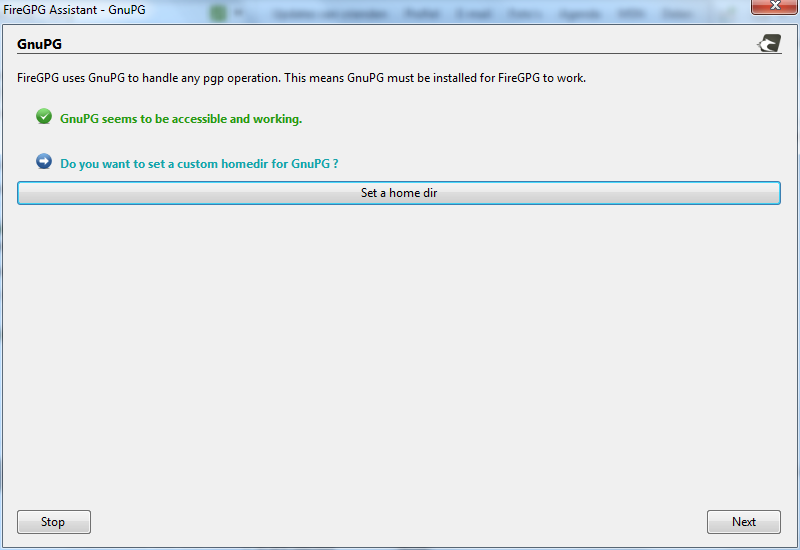 FireGPG Assistant - GnuPG
GnuPG
FireGPG uses GnuPG to handle any pgp operation. This means GnuPG must be installed for FireGPG to work.
GnuPG seems to be accessible and working.
Do you want to set a custom homedir for GnuPG ?
Set a home dir
Stop
Next